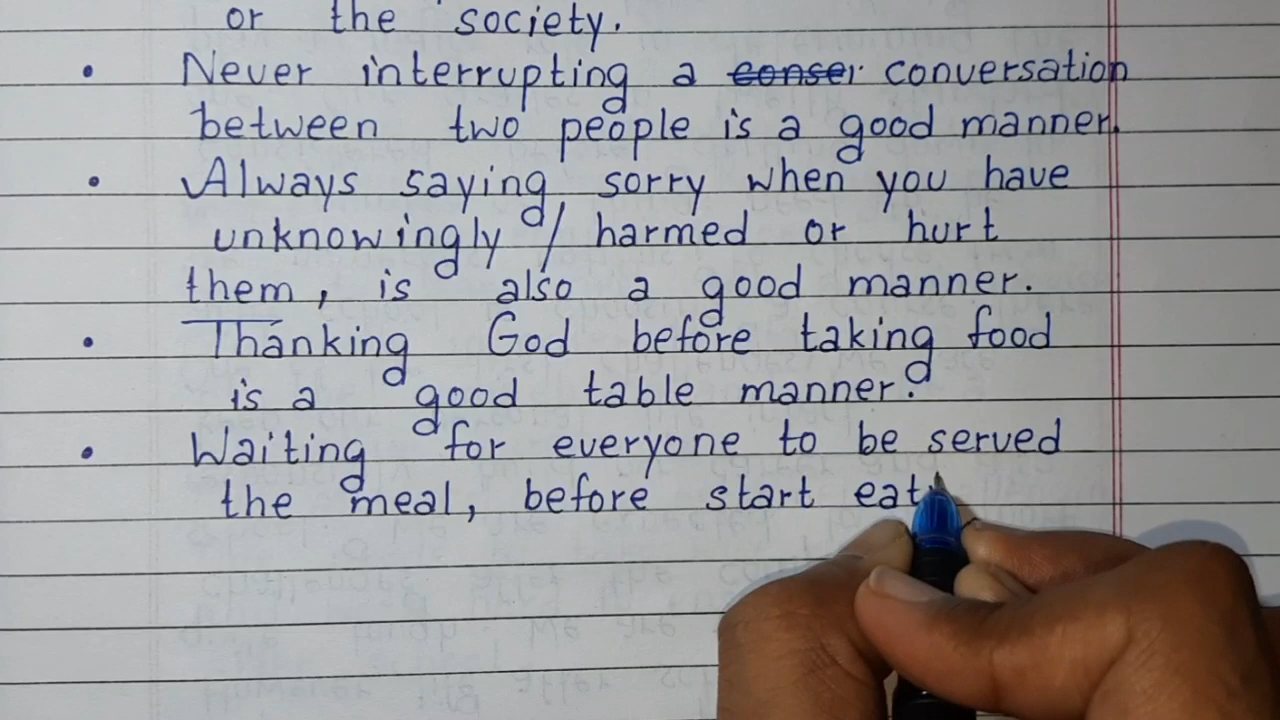 or the society.
• Never interrupting a conser conversation
between two people is a good manner.
• Always saying sorry when you have
unknowingly / harmed or hurt
them, is also a good manner.
• Thanking God before taking food
is a good table manner.
• Waiting for everyone to be served
the meal, before start eat